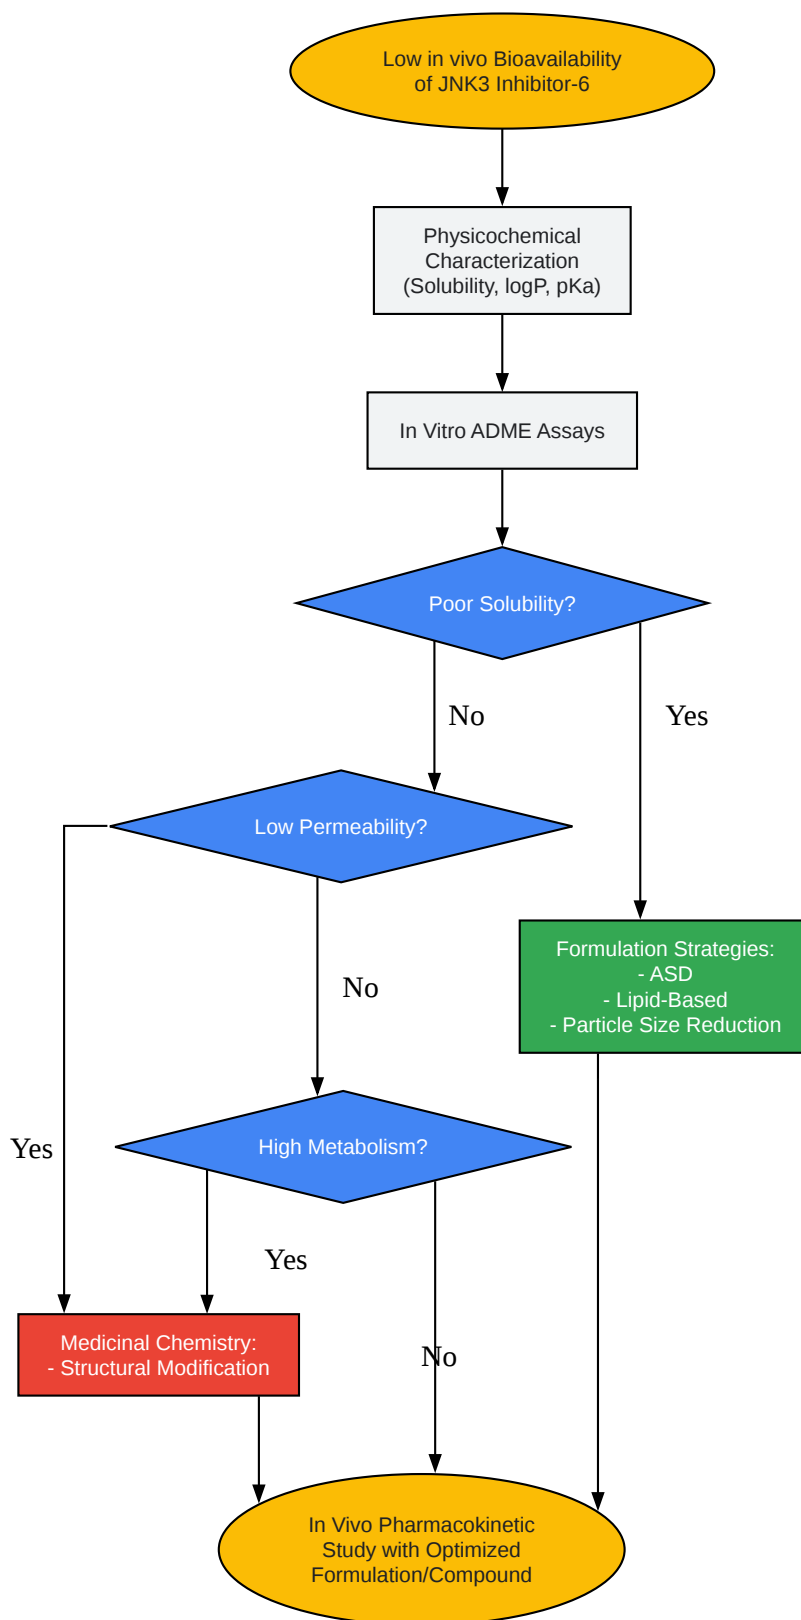 Low in vivo Bioavailability
of JNK3 Inhibitor-6
Physicochemical
Characterization
(Solubility, logP, pKa)
In Vitro ADME Assays
Poor Solubility?
No
Yes
Low Permeability?
Formulation Strategies:
- ASD
- Lipid-Based
- Particle Size Reduction
No
High Metabolism?
Yes
Yes
No
Medicinal Chemistry:
- Structural Modification
In Vivo Pharmacokinetic
Study with Optimized
Formulation/Compound